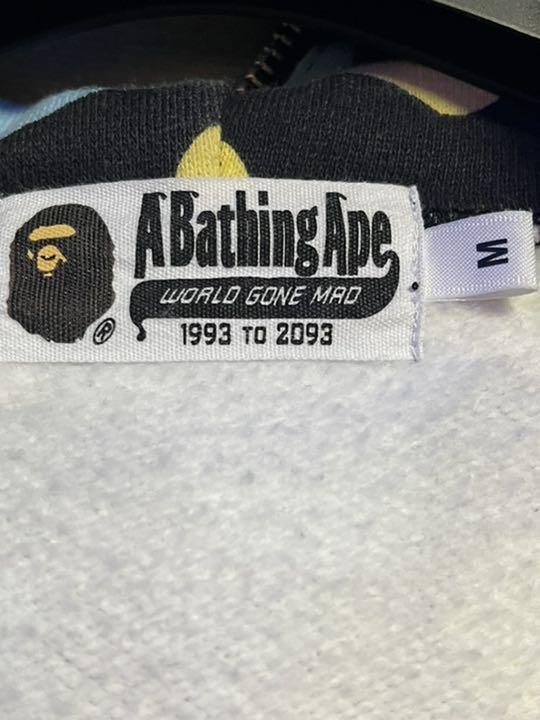 A Bathing Ape
WORLD GONE MAD
1993 TO 2093
®
M